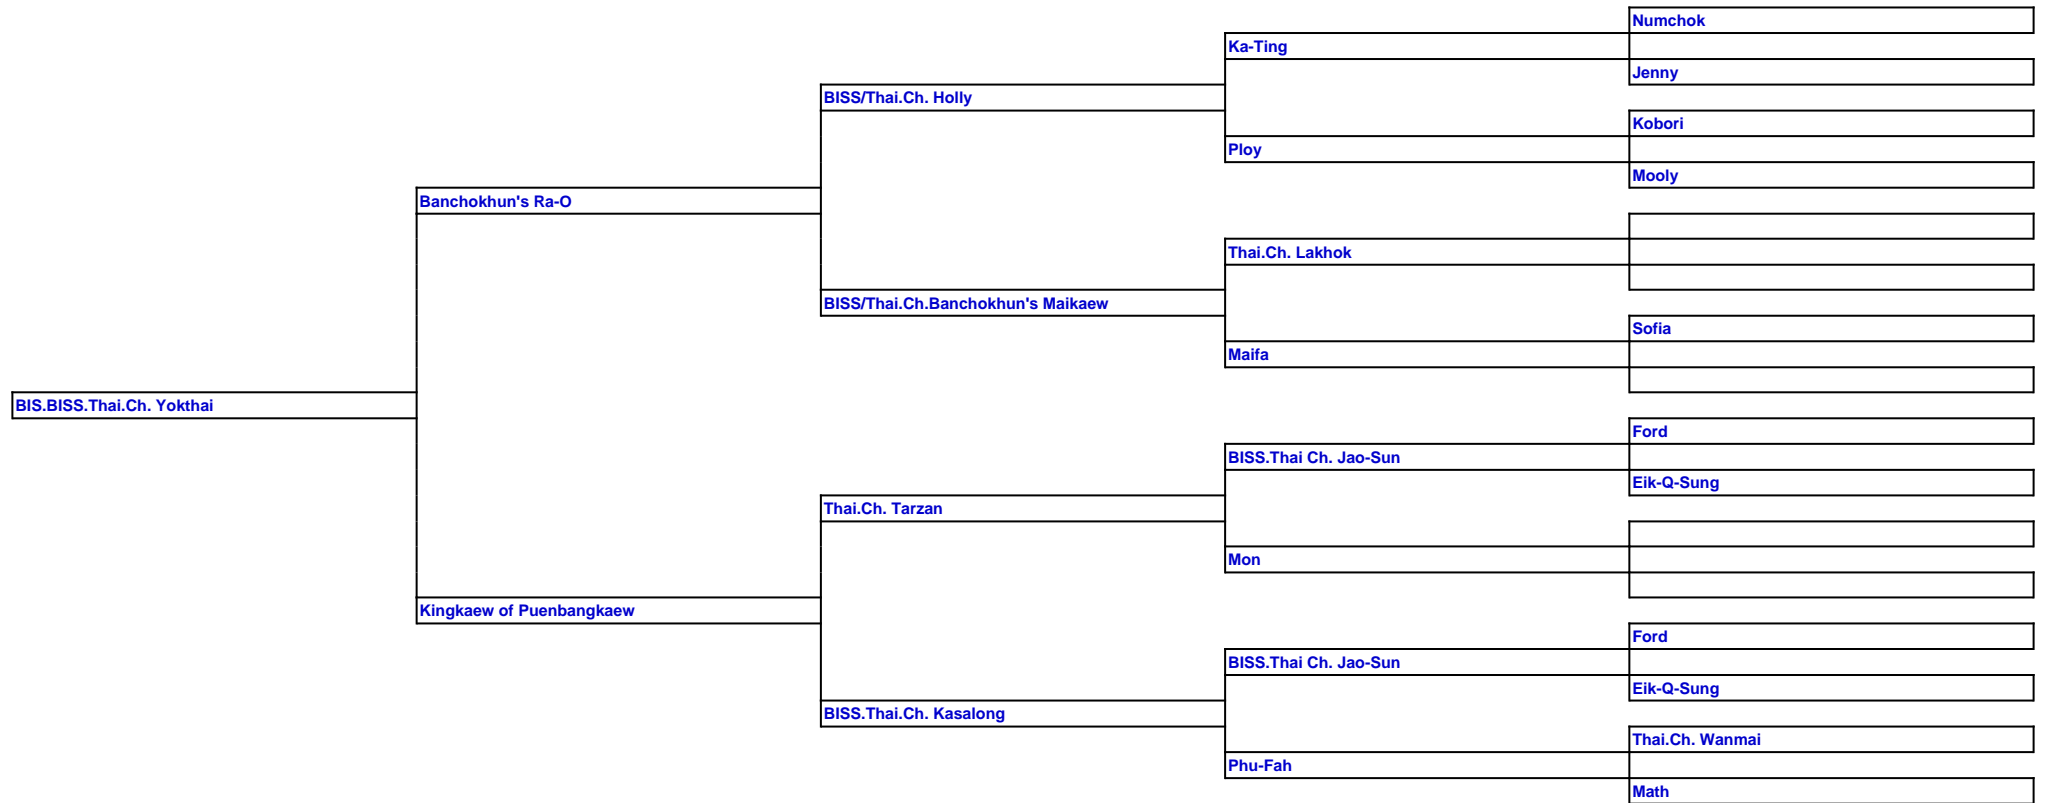 Numchok
Ka-Ting
Jenny
BISS/Thai.Ch. Holly
Kobori
Ploy
Mooly
Banchokhun's Ra-O
Thai.Ch. Lakhok
BISS/Thai.Ch.Banchokhun's Maikaew
Sofia
Maifa
BIS.BISS.Thai.Ch. Yokthai
Ford
BISS.Thai Ch. Jao-Sun
Eik-Q-Sung
Thai.Ch. Tarzan
Mon
Kingkaew of Puenbangkaew
Ford
BISS.Thai Ch. Jao-Sun
Eik-Q-Sung
BISS.Thai.Ch. Kasalong
Thai.Ch. Wanmai
Phu-Fah
Math